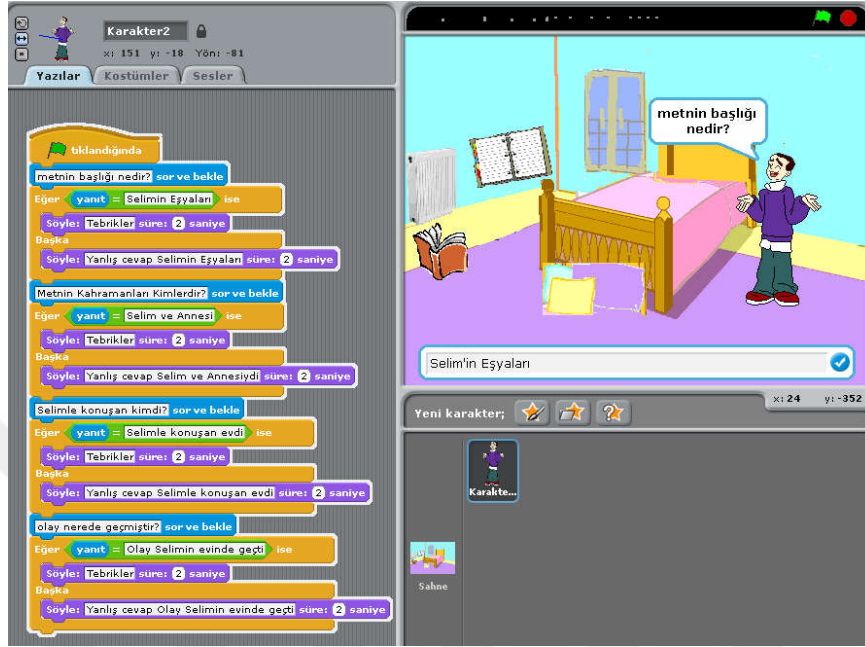 Karakter2
x: 151 y: -18 Yön: -81
Yazılar Kostümler Sesler
tıklandığında
metnin başlığı nedir? sor ve bekle
Eğer yanıt = Selimin Eşyaları ise
Söyle: Tebrikler süre: 2 saniye
Başka
Söyle: Yanlış cevap Selimin Eşyaları süre: 2 saniye
Metnin Kahramanları Kimlerdir? sor ve bekle
Eğer yanıt = Selim ve Annesi ise
Söyle: Tebrikler süre: 2 saniye
Başka
Söyle: Yanlış cevap Selim ve Annesiydi süre: 2 saniye
Selimle konuşan kimdi? sor ve bekle
Eğer yanıt = Selimle konuşan evdi ise
Söyle: Tebrikler süre: 2 saniye
Başka
Söyle: Yanlış cevap Selimle konuşan evdi süre: 2 saniye
olay nerede geçmiştir? sor ve bekle
Eğer yanıt = Olay Selimin evinde geçti ise
Söyle: Tebrikler süre: 2 saniye
Başka
Söyle: Yanlış cevap Olay Selimin evinde geçti süre: 2 saniye
metnin başlığı
nedir?
Selim'in Eşyaları
x: 24 y: -352
Yeni karakter;
Karakte...
Sahne